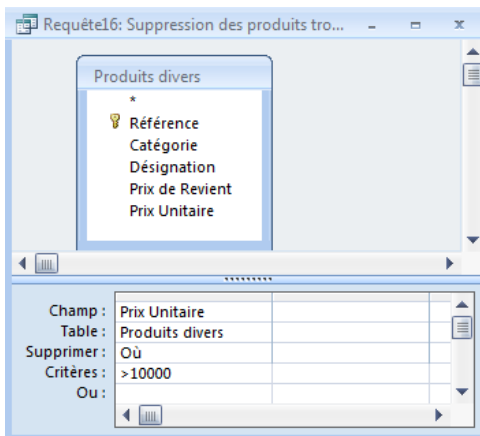 Requête16: Suppression des produits tro...
Produits divers
*
Référence
Catégorie
Désignation
Prix de Revient
Prix Unitaire
Champ : Prix Unitaire
Table : Produits divers
Supprimer : Où
Critères : >10000
Ou :